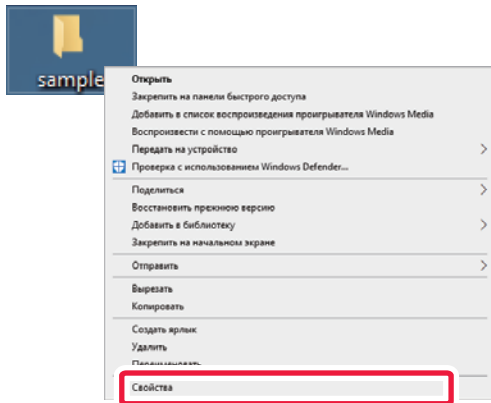 sample
Открыть
Закрепить на панели быстрого доступа
Добавить в список воспроизведения проигрывателя Windows Media
Воспроизвести с помощью проигрывателя Windows Media
Передать на устройство
Проверка с использованием Windows Defender...
Поделиться
Восстановить прежнюю версию
Добавить в библиотеку
Закрепить на начальном экране
Отправить
Вырезать
Копировать
Создать ярлык
Удалить
Переименовать
Свойства